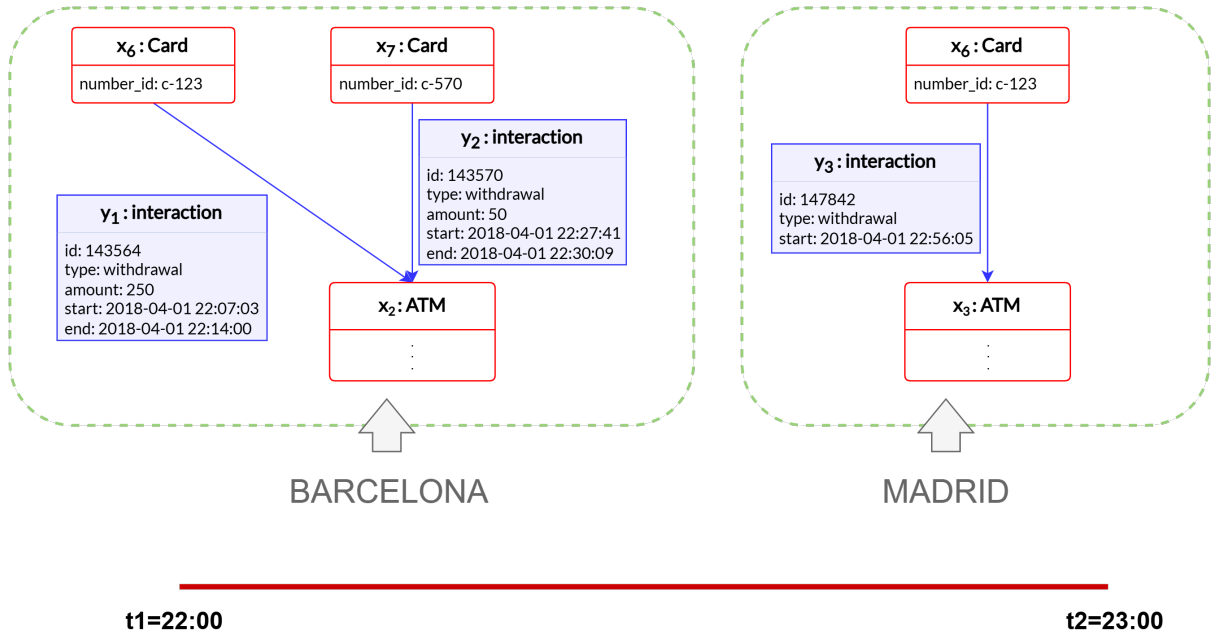 x6 : Card
number_id: c-123
x7 : Card
number_id: c-570
y2 : interaction
id: 143570
type: withdrawal
amount: 50
start: 2018-04-01 22:27:41
end: 2018-04-01 22:30:09
y1 : interaction
id: 143564
type: withdrawal
amount: 250
start: 2018-04-01 22:07:03
end: 2018-04-01 22:14:00
x2 : ATM
BARCELONA
x6 : Card
number_id: c-123
y3 : interaction
id: 147842
type: withdrawal
start: 2018-04-01 22:56:05
x3 : ATM
MADRID
t1=22:00
t2=23:00